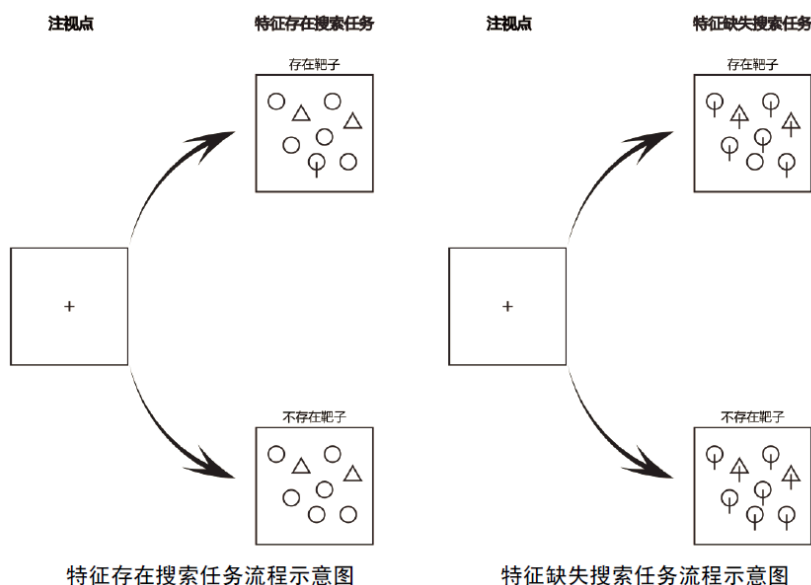 注视点
特征存在搜索任务
注视点
特征缺失搜索任务
存在靶子
存在靶子
不存在靶子
不存在靶子
特征存在搜索任务流程示意图
特征缺失搜索任务流程示意图